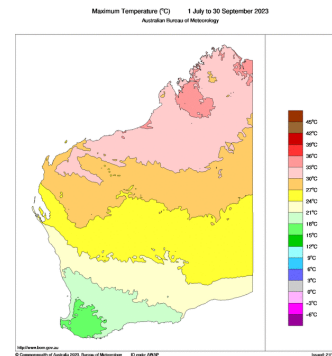 Maximum Temperature (°C)   1 July to 30 September 2023
Australian Bureau of Meteorology
45°C
42°C
39°C
36°C
33°C
30°C
27°C
24°C
21°C
18°C
15°C
12°C
9°C
6°C
3°C
0°C
-3°C
-6°C
http://www.bom.gov.au
© Commonwealth of Australia 2023, Bureau of Meteorology